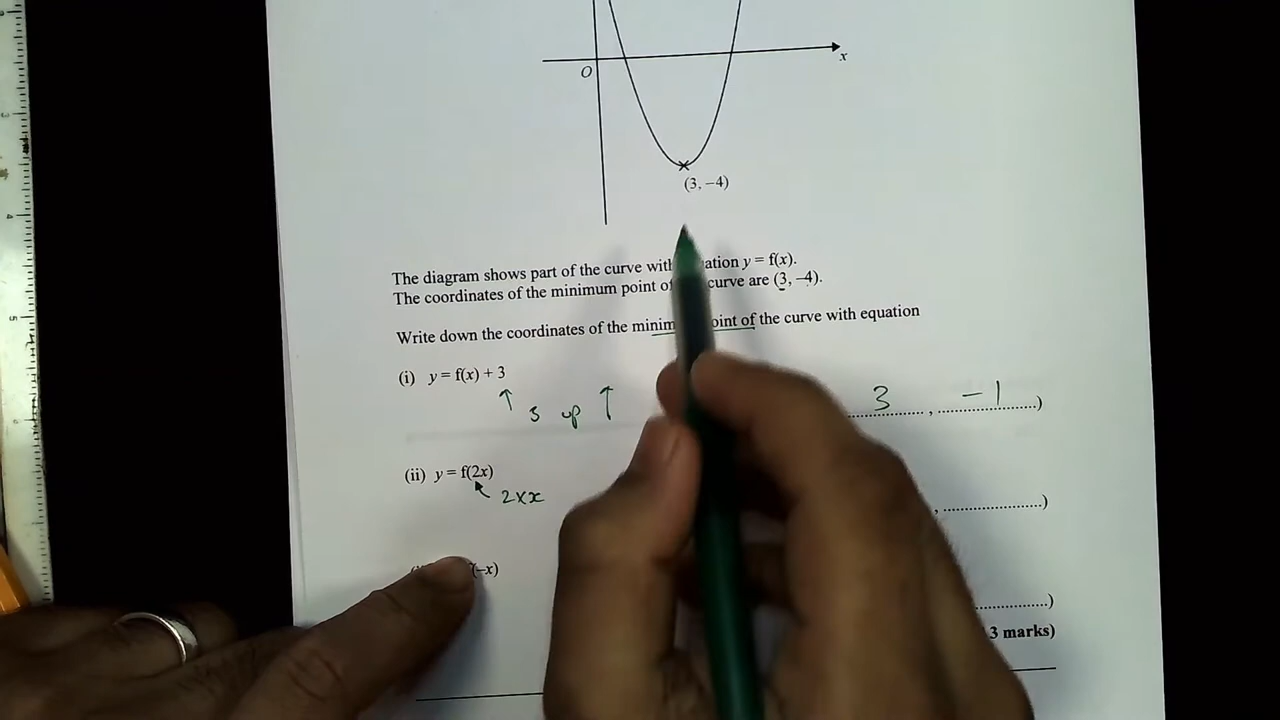 x
O
(3, −4)
The diagram shows part of the curve with ation y = f(x).
The coordinates of the minimum point of curve are (3, −4).
Write down the coordinates of the minim oint of the curve with equation
(i) y = f(x) + 3
↑ 3 up ↑
3 , −1 )
(ii) y = f(2x)
2×x
, )
(−x)
)
3 marks)